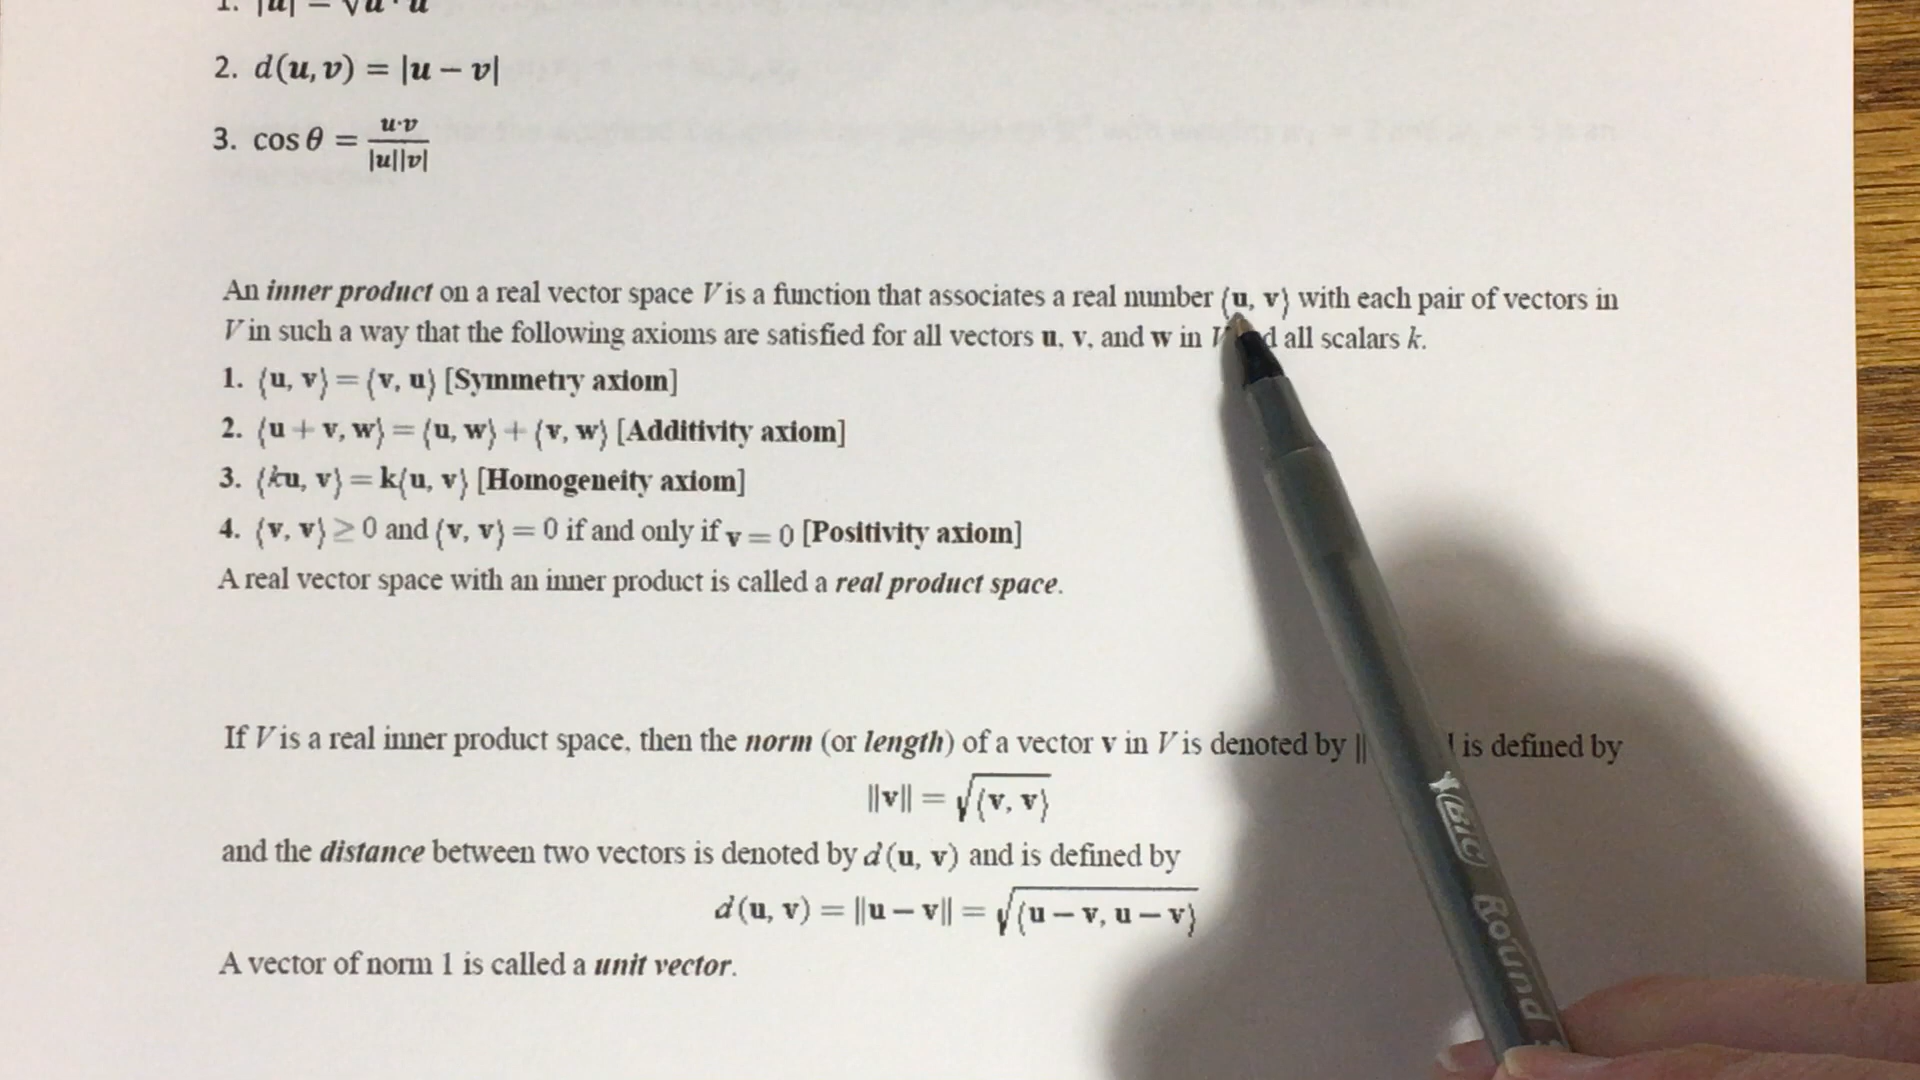 1. |u| = √u · u
2. d(u, v) = |u − v|
3. cos θ = u·v / |u||v|
An inner product on a real vector space V is a function that associates a real number ⟨u, v⟩ with each pair of vectors in
V in such a way that the following axioms are satisfied for all vectors u, v, and w in V all scalars k.
1. ⟨u, v⟩ = ⟨v, u⟩ [Symmetry axiom]
2. ⟨u + v, w⟩ = ⟨u, w⟩ + ⟨v, w⟩ [Additivity axiom]
3. ⟨ku, v⟩ = k⟨u, v⟩ [Homogeneity axiom]
4. ⟨v, v⟩ ≥ 0 and ⟨v, v⟩ = 0 if and only if v = 0 [Positivity axiom]
A real vector space with an inner product is called a real product space.
If V is a real inner product space, then the norm (or length) of a vector v in V is denoted by || is defined by
||v|| = √⟨v, v⟩
and the distance between two vectors is denoted by d(u, v) and is defined by
d(u, v) = ||u − v|| = √⟨u − v, u − v⟩
A vector of norm 1 is called a unit vector.
BIC Round